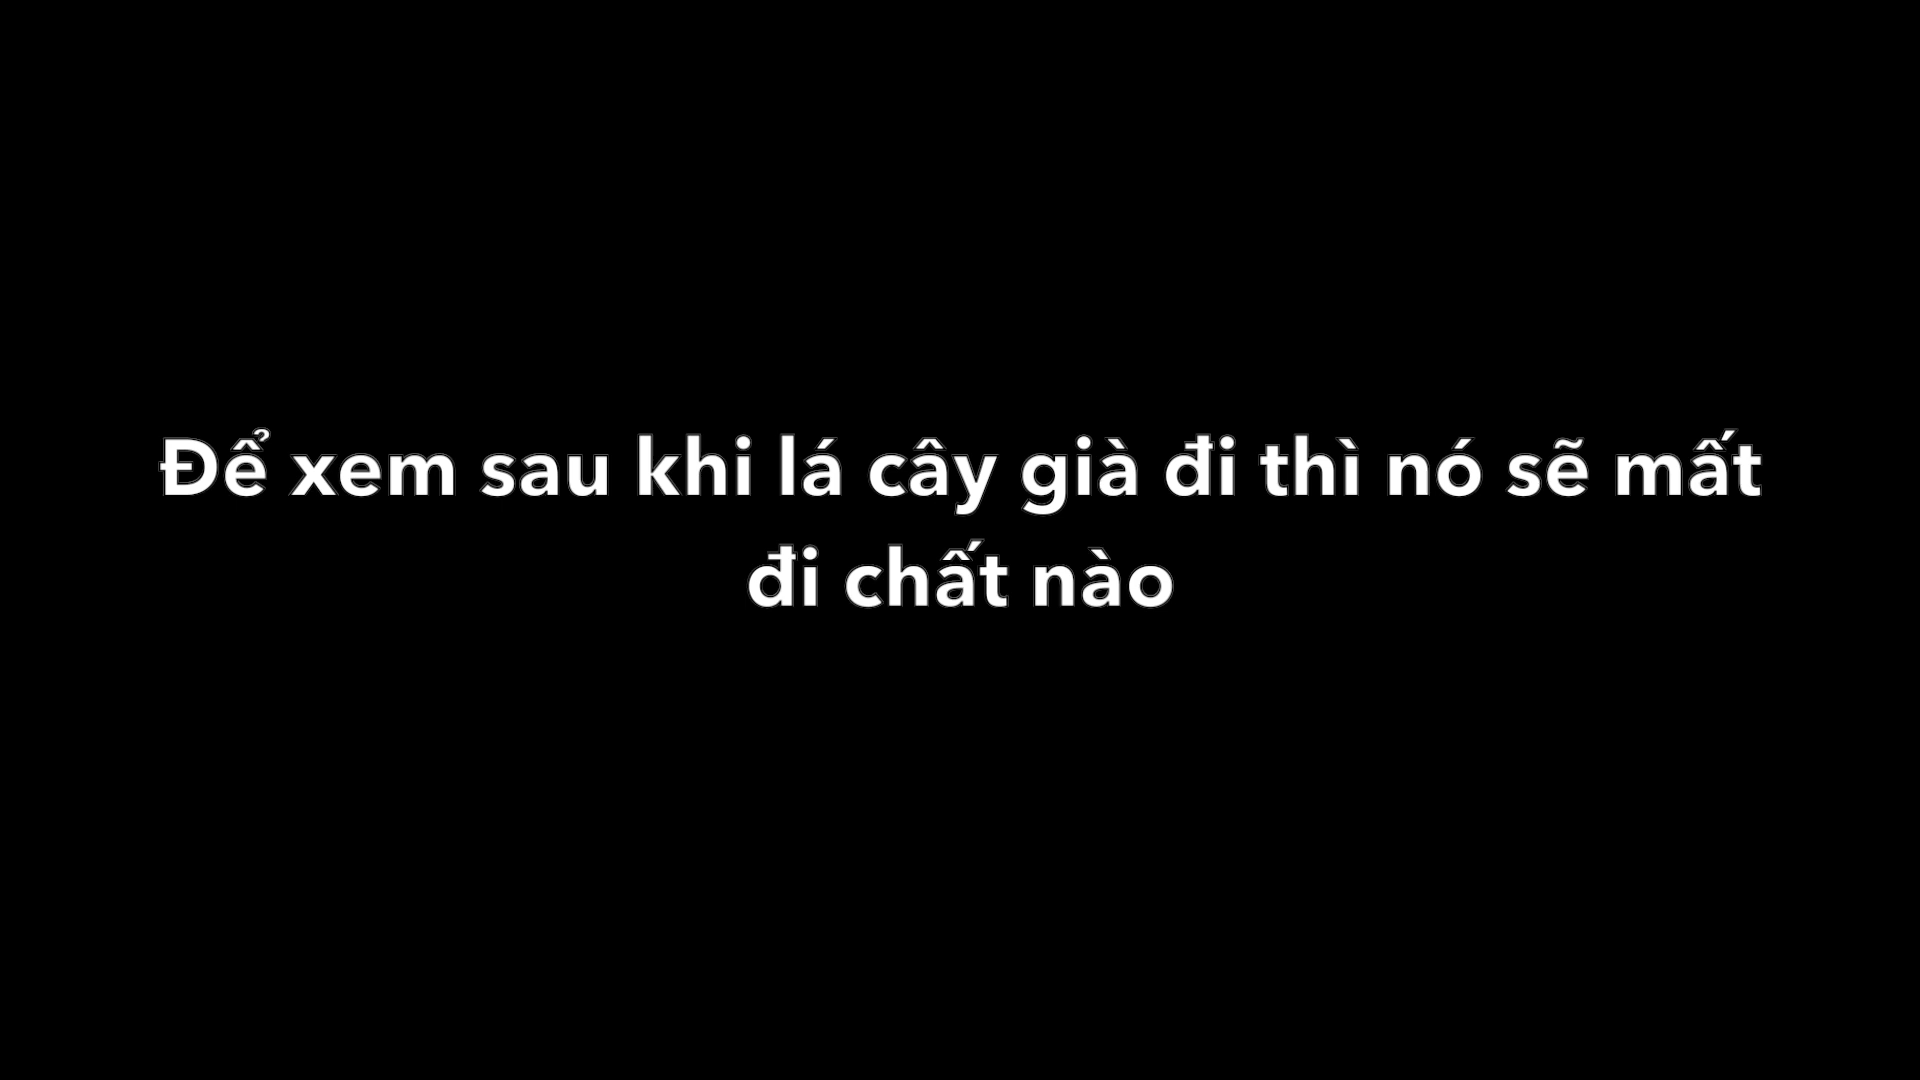 Để xem sau khi lá cây già đi thì nó sẽ mất
đi chất nào